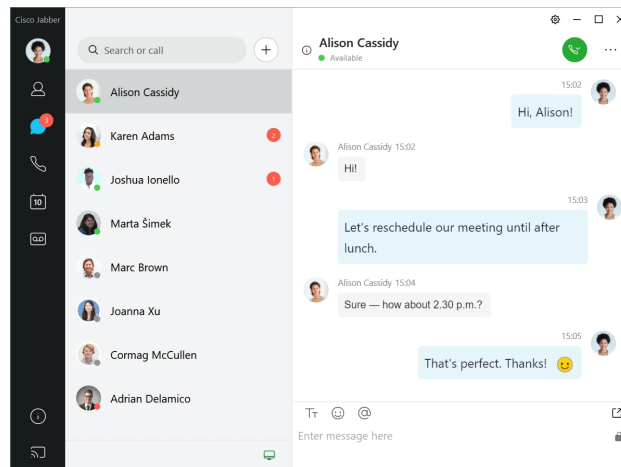 Cisco Jabber
3
10
Search or call
Alison Cassidy
Karen Adams
2
Joshua Ionello
1
Marta Šimek
Marc Brown
Joanna Xu
Cormag McCullen
Adrian Delamico
Alison Cassidy
Available
15:02
Hi, Alison!
Alison Cassidy 15:02
Hi!
15:03
Let's reschedule our meeting until after
lunch.
Alison Cassidy 15:04
Sure — how about 2.30 p.m.?
15:05
That's perfect. Thanks!
Enter message here